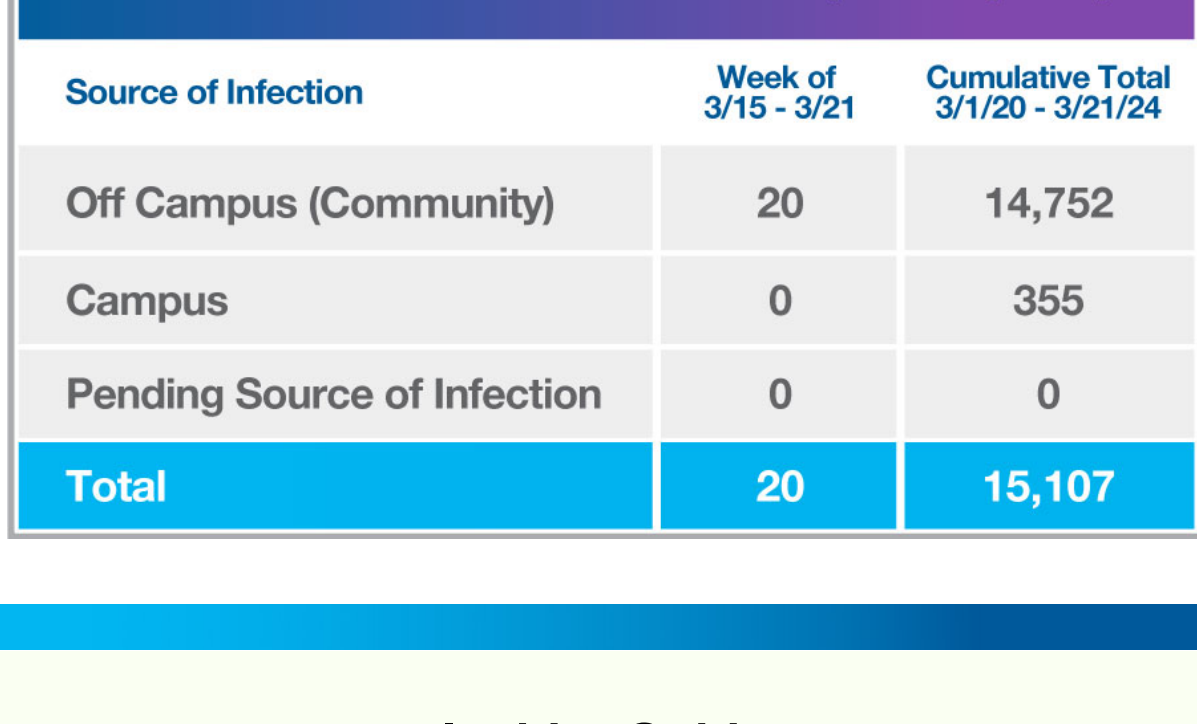 Source of Infection Week of 3/15 - 3/21 Cumulative Total 3/1/20 - 3/21/24
Off Campus (Community) 20 14,752
Campus 0 355
Pending Source of Infection 0 0
Total 20 15,107